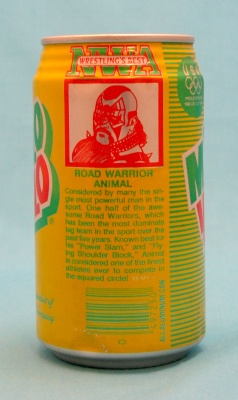 NWA
WRESTLING'S BEST
USA
ROAD WARRIOR
ANIMAL
Considered by many the sin-
gle most powerful man in the
sport. One half of the awe-
some Road Warriors, which
has been the most dominate
tag team in the sport over the
past five years. Known best for
his "Power Slam," and "Fly-
ing Shoulder Block," Animal
is considered one of the finest
athletes ever to compete in
the squared circle!